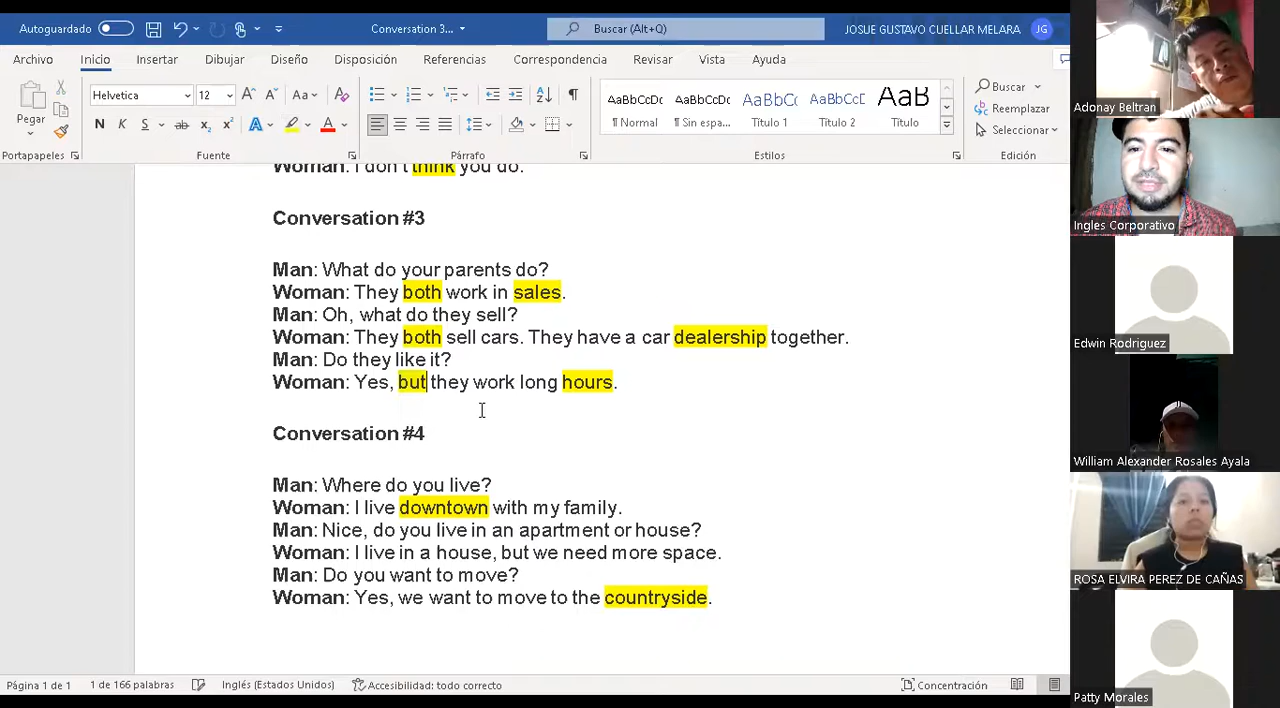 Autoguardado
Conversation 3...
Buscar (Alt+Q)
JOSUE GUSTAVO CUELLAR MELARA
JG
Archivo Inicio Insertar Dibujar Diseño Disposición Referencias Correspondencia Revisar Vista Ayuda
Pegar
Helvetica 12
N K S ab
AaBbCcDc AaBbCcDc AaBbCc AaBbCcD AaB
¶ Normal ¶ Sin espa... Título 1 Título 2 Título
Buscar
Reemplazar
Seleccionar
Portapapeles Fuente Párrafo Estilos Edición
Woman: I don't think you do.
Conversation #3
Man: What do your parents do?
Woman: They both work in sales.
Man: Oh, what do they sell?
Woman: They both sell cars. They have a car dealership together.
Man: Do they like it?
Woman: Yes, but they work long hours.
Conversation #4
Man: Where do you live?
Woman: I live downtown with my family.
Man: Nice, do you live in an apartment or house?
Woman: I live in a house, but we need more space.
Man: Do you want to move?
Woman: Yes, we want to move to the countryside.
Página 1 de 1 1 de 166 palabras Inglés (Estados Unidos) Accesibilidad: todo correcto Concentración
Adonay Beltran
Ingles Corporativo
Edwin Rodriguez
William Alexander Rosales Ayala
ROSA ELVIRA PEREZ DE CAÑAS
Patty Morales